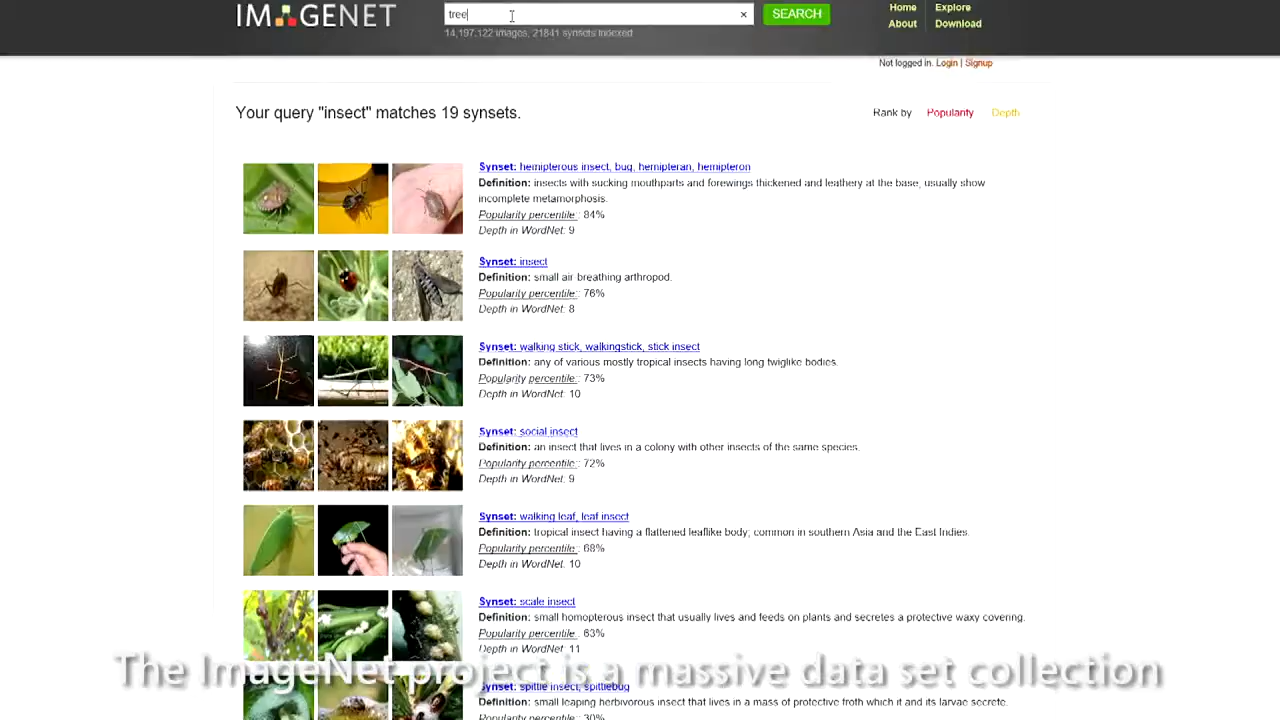 IMAGENET
tree
×
SEARCH
14,197,122 images, 21841 synsets indexed
Home Explore
About Download
Not logged in. Login | Signup
Your query "insect" matches 19 synsets.
Rank by Popularity Depth
Synset: hemipterous insect, bug, hemipteran, hemipteron
Definition: insects with sucking mouthparts and forewings thickened and leathery at the base, usually show
incomplete metamorphosis.
Popularity percentile:: 84%
Depth in WordNet: 9
Synset: insect
Definition: small air breathing arthropod.
Popularity percentile:: 76%
Depth in WordNet: 8
Synset: walking stick, walkingstick, stick insect
Definition: any of various mostly tropical insects having long twiglike bodies.
Popularity percentile:: 73%
Depth in WordNet: 10
Synset: social insect
Definition: an insect that lives in a colony with other insects of the same species.
Popularity percentile:: 72%
Depth in WordNet: 9
Synset: walking leaf, leaf insect
Definition: tropical insect having a flattened leaflike body; common in southern Asia and the East Indies.
Popularity percentile:: 68%
Depth in WordNet: 10
Synset: scale insect
Definition: small homopterous insect that usually lives and feeds on plants and secretes a protective waxy covering.
Popularity percentile:: 63%
Depth in WordNet: 11
The ImageNet project is a massive data set collection
Synset: spittle insect, spittlebug
Definition: small leaping herbivorous insect that lives in a mass of protective froth which it and its larvae secrete.
Popularity percentile:: 30%